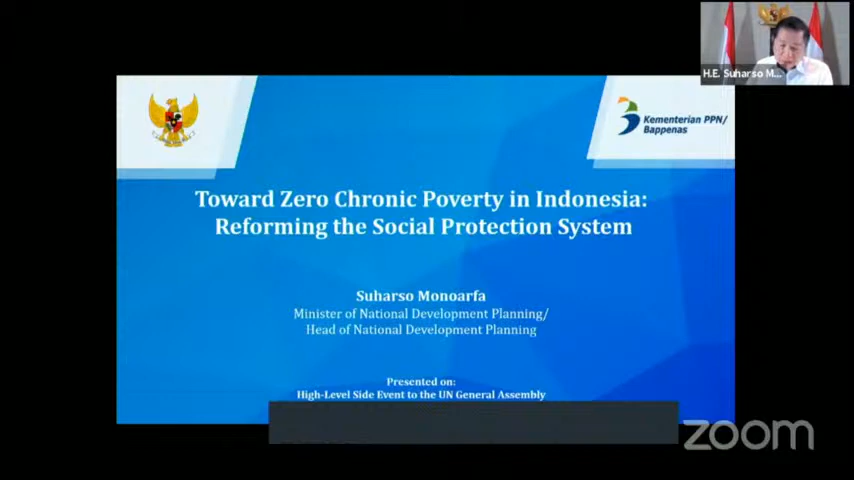 H.E. Suharso M...
Kementerian PPN/
Bappenas
Toward Zero Chronic Poverty in Indonesia:
Reforming the Social Protection System
Suharso Monoarfa
Minister of National Development Planning/
Head of National Development Planning
Presented on:
High-Level Side Event to the UN General Assembly
zoom